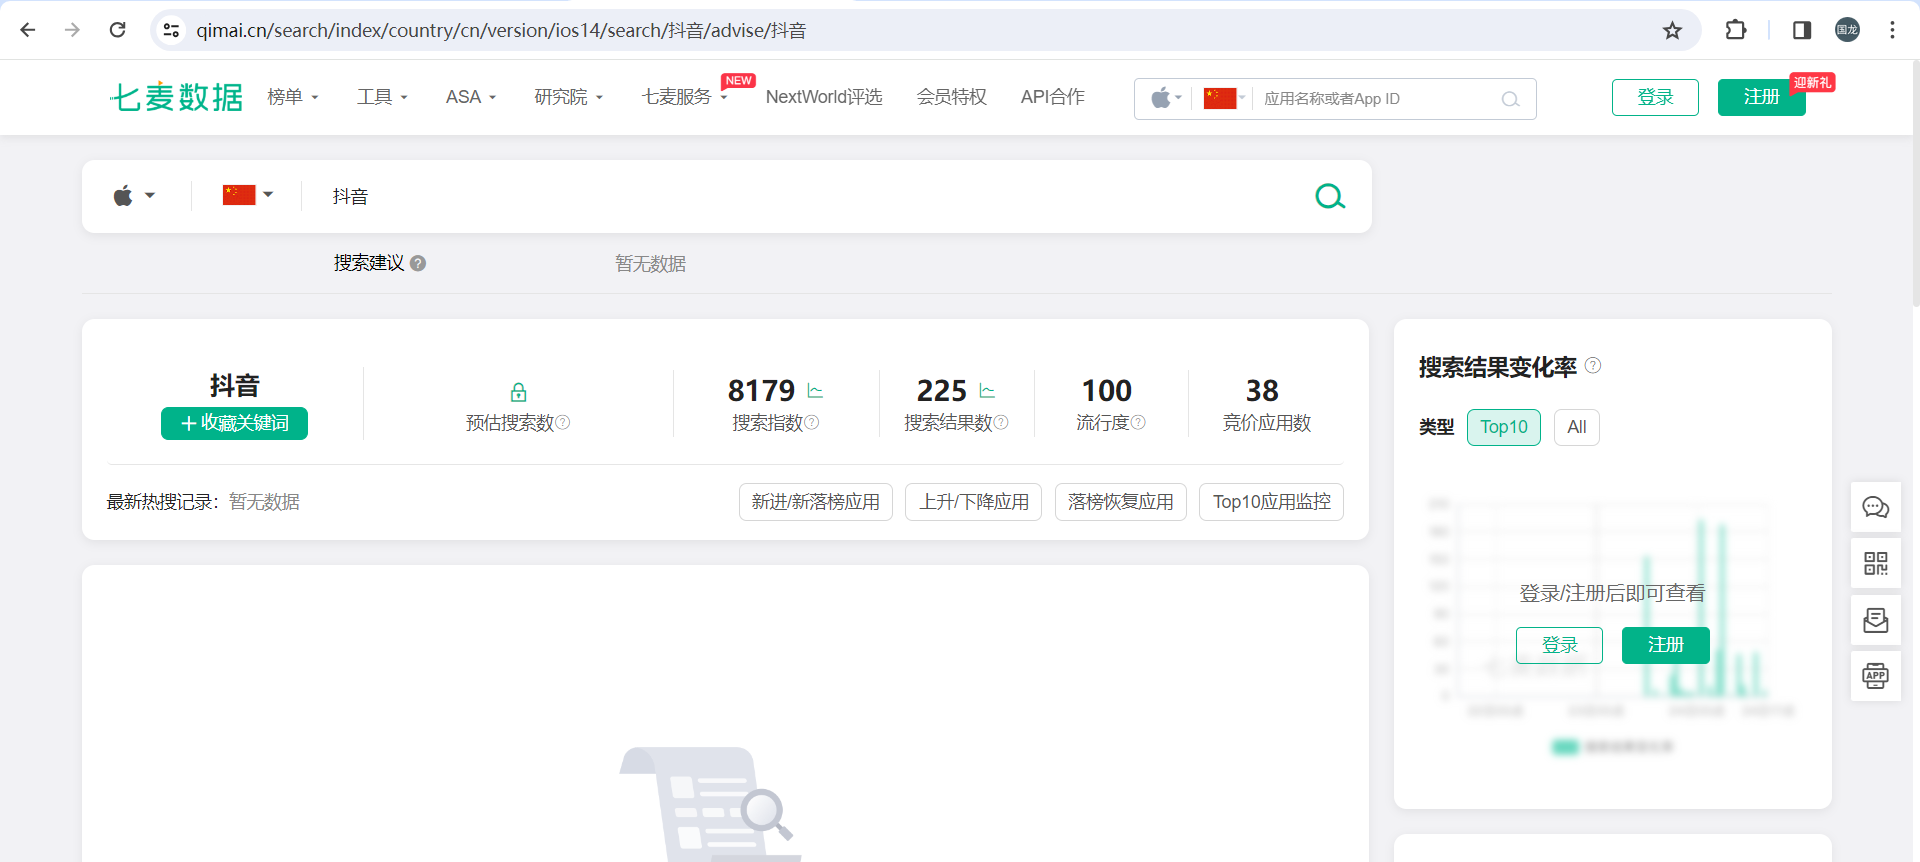 qimai.cn/search/index/country/cn/version/ios14/search/抖音/advise/抖音
国龙
七麦数据
榜单
工具
ASA
研究院
七麦服务
NEW
NextWorld评选
会员特权
API合作
应用名称或者App ID
登录
注册
迎新礼
抖音
搜索建议 ?
暂无数据
抖音
+收藏关键词
预估搜索数?
8179
搜索指数?
225
搜索结果数?
100
流行度?
38
竞价应用数
最新热搜记录：暂无数据
新进/新落榜应用
上升/下降应用
落榜恢复应用
Top10应用监控
搜索结果变化率 ?
类型
Top10
All
登录/注册后即可查看
登录
注册
APP